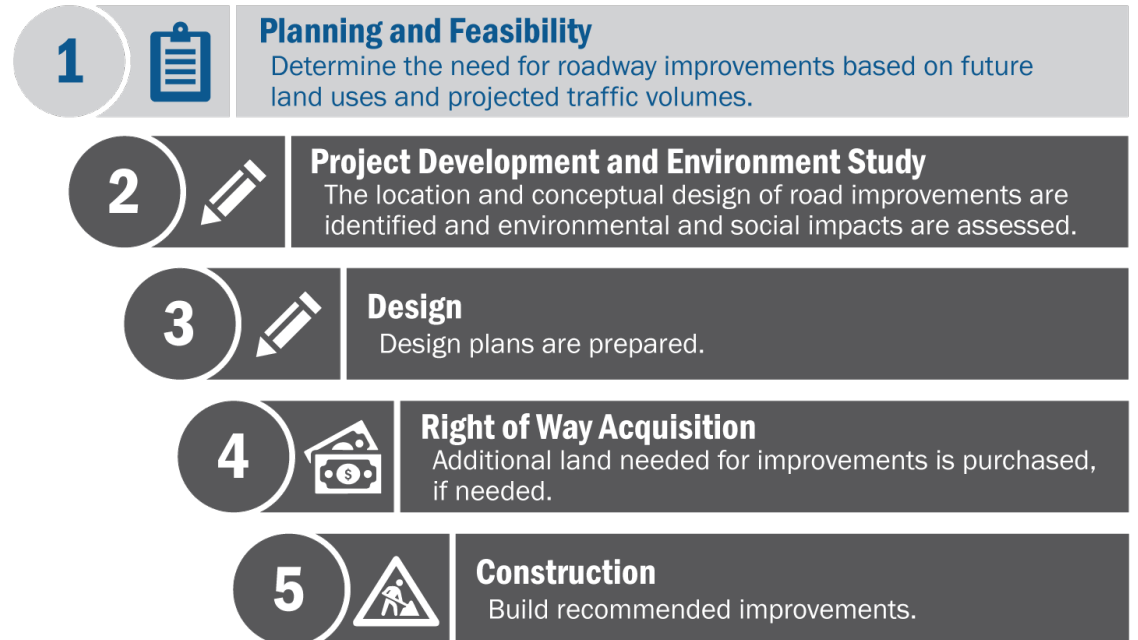 1
Planning and Feasibility
Determine the need for roadway improvements based on future
land uses and projected traffic volumes.
2
Project Development and Environment Study
The location and conceptual design of road improvements are
identified and environmental and social impacts are assessed.
3
Design
Design plans are prepared.
4
$
Right of Way Acquisition
Additional land needed for improvements is purchased,
if needed.
5
Construction
Build recommended improvements.